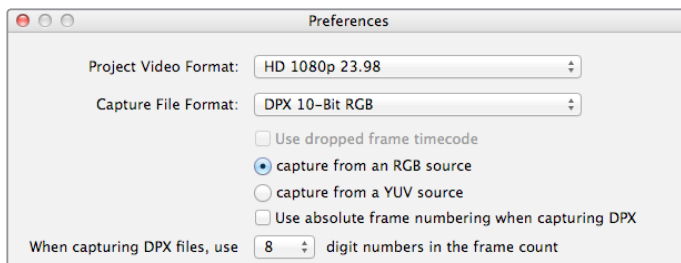 Preferences
Project Video Format: HD 1080p 23.98
Capture File Format: DPX 10-Bit RGB
Use dropped frame timecode
capture from an RGB source
capture from a YUV source
Use absolute frame numbering when capturing DPX
When capturing DPX files, use 8 digit numbers in the frame count